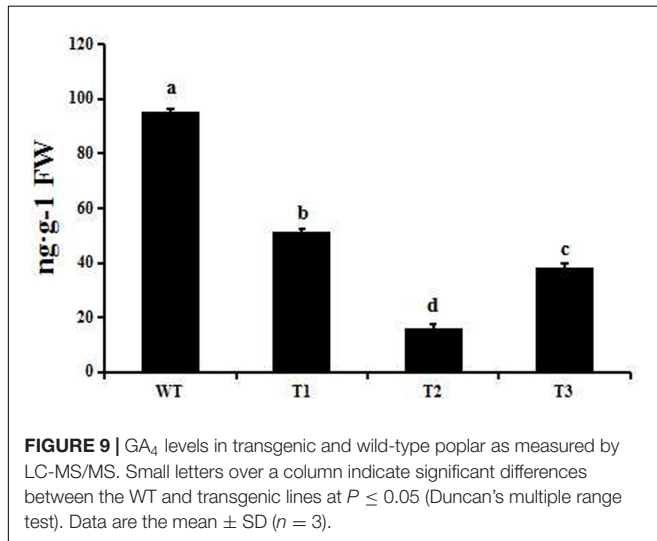 120
a
100
80
b
60
c
40
d
20
0
ng·g-1 FW
WT T1 T2 T3
FIGURE 9 | GA₄ levels in transgenic and wild-type poplar as measured by
LC-MS/MS. Small letters over a column indicate significant differences
between the WT and transgenic lines at P ≤ 0.05 (Duncan's multiple range
test). Data are the mean ± SD (n = 3).